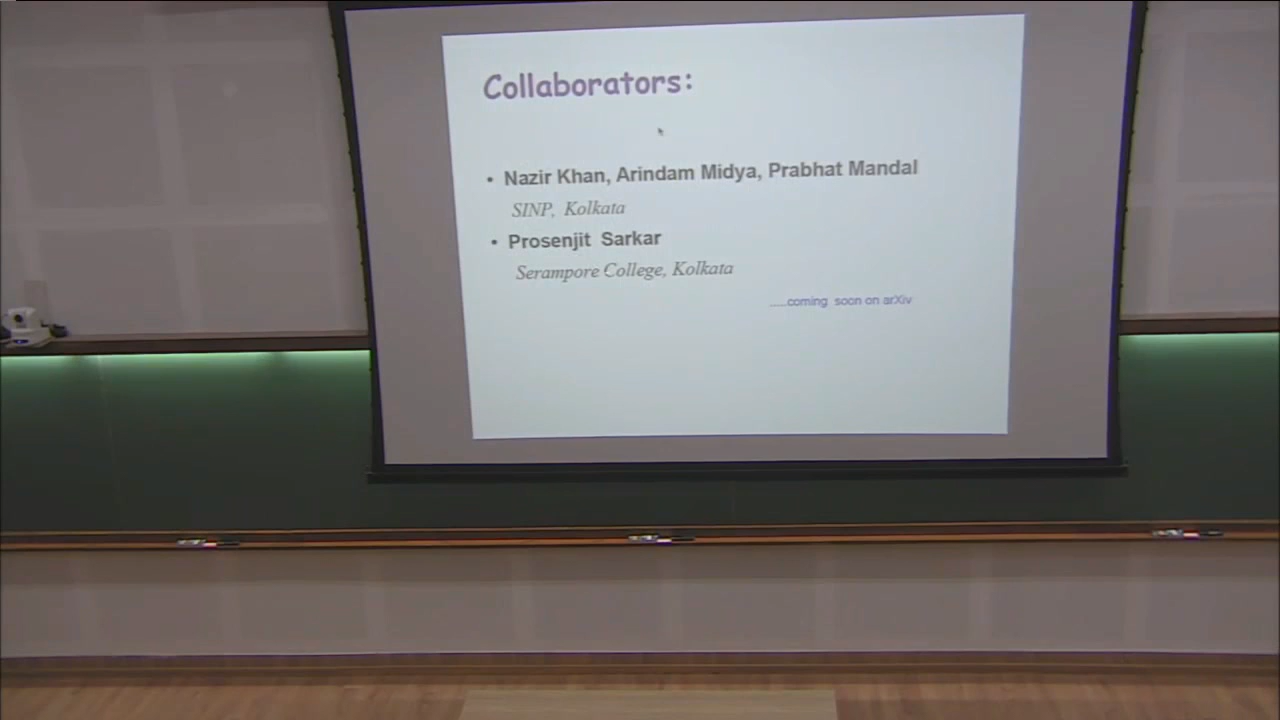 Collaborators:
• Nazir Khan, Arindam Midya, Prabhat Mandal
SINP, Kolkata
• Prosenjit Sarkar
Serampore College, Kolkata
.....coming soon on arXiv